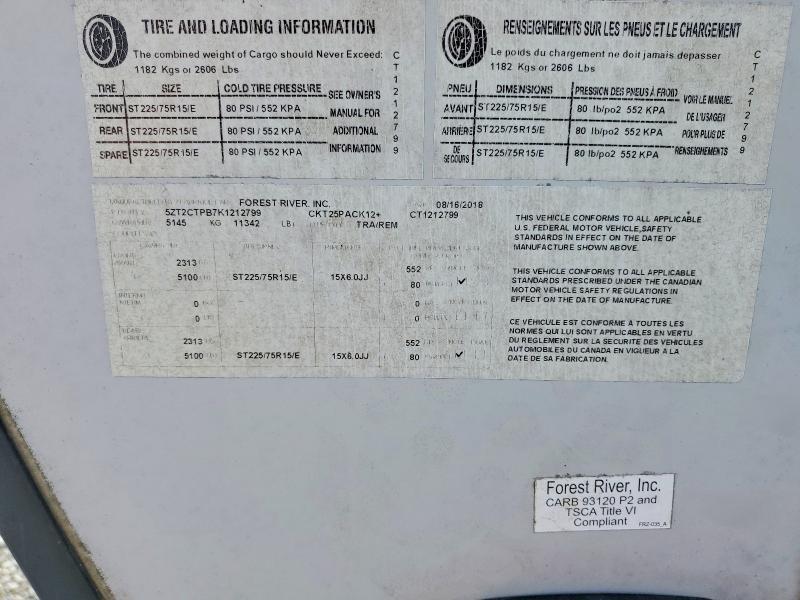 TIRE AND LOADING INFORMATION
The combined weight of Cargo should Never Exceed:
1182 Kgs or 2606 Lbs
TIRE SIZE COLD TIRE PRESSURE SEE OWNER'S
FRONT ST225/75R15/E 80 PSI / 552 KPA MANUAL FOR
REAR ST225/75R15/E 80 PSI / 552 KPA ADDITIONAL
SPARE ST225/75R15/E 80 PSI / 552 KPA INFORMATION
CT1212799
RENSEIGNEMENTS SUR LES PNEUS ET LE CHARGEMENT
Le poids du chargement ne doit jamais depasser
1182 Kgs or 2606 Lbs
PNEU DIMENSIONS PRESSION DES PNEUS À FROID VOIR LE MANUEL
AVANT ST225/75R15/E 80 lb/po2 552 KPA DE L'USAGER
ARRIÈRE ST225/75R15/E 80 lb/po2 552 KPA POUR PLUS DE
DE SECOURS ST225/75R15/E 80 lb/po2 552 KPA RENSEIGNEMENTS
CT1212799
FOREST RIVER, INC. 08/16/2018
5ZT2CTPB7K1212799 CKT25PACK12+ CT1212799
5145 KG 11342 LB TRA/REM
2313 552
5100 ST225/75R15/E 15X6.0JJ 80
0 0
0 0
2313 552
5100 ST225/75R15/E 15X6.0JJ 80
THIS VEHICLE CONFORMS TO ALL APPLICABLE
U.S. FEDERAL MOTOR VEHICLE,SAFETY
STANDARDS IN EFFECT ON THE DATE OF
MANUFACTURE SHOWN ABOVE.
THIS VEHICLE CONFORMS TO ALL APPLICABLE
STANDARDS PRESCRIBED UNDER THE CANADIAN
MOTOR VEHICLE SAFETY REGULATIONS IN
EFFECT ON THE DATE OF MANUFACTURE.
CE VÉHICULE EST CONFORME À TOUTES LES
NORMES QUI LUI SONT APPLICABLES EN VERTU
DU REGLEMENT SUR LA SECURITE DES VEHICULES
AUTOMOBILES DU CANADA EN VIGUEUR A LA
DATE DE SA FABRICATION.
Forest River, Inc.
CARB 93120 P2 and
TSCA Title VI
Compliant FRZ-035_A